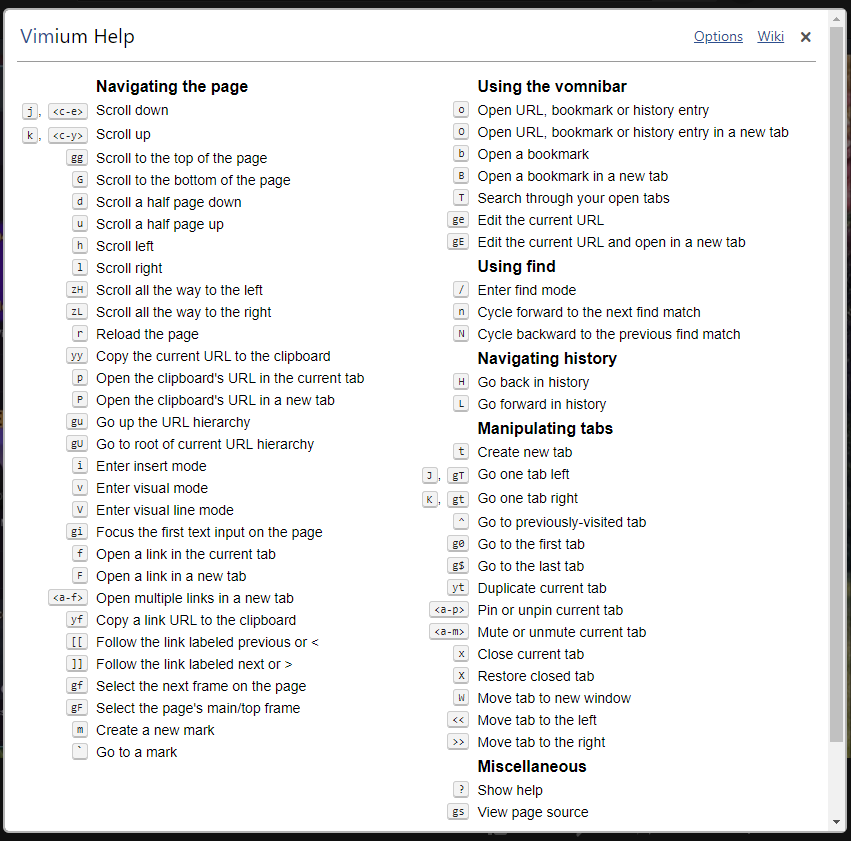 Vimium Help
Options Wiki ×
Navigating the page
j, <c-e> Scroll down
k, <c-y> Scroll up
gg Scroll to the top of the page
G Scroll to the bottom of the page
d Scroll a half page down
u Scroll a half page up
h Scroll left
l Scroll right
zH Scroll all the way to the left
zL Scroll all the way to the right
r Reload the page
yy Copy the current URL to the clipboard
p Open the clipboard's URL in the current tab
P Open the clipboard's URL in a new tab
gu Go up the URL hierarchy
gU Go to root of current URL hierarchy
i Enter insert mode
v Enter visual mode
V Enter visual line mode
gi Focus the first text input on the page
f Open a link in the current tab
F Open a link in a new tab
<a-f> Open multiple links in a new tab
yf Copy a link URL to the clipboard
[[ Follow the link labeled previous or <
]] Follow the link labeled next or >
gf Select the next frame on the page
gF Select the page's main/top frame
m Create a new mark
` Go to a mark
Using the vomnibar
o Open URL, bookmark or history entry
O Open URL, bookmark or history entry in a new tab
b Open a bookmark
B Open a bookmark in a new tab
T Search through your open tabs
ge Edit the current URL
gE Edit the current URL and open in a new tab
Using find
/ Enter find mode
n Cycle forward to the next find match
N Cycle backward to the previous find match
Navigating history
H Go back in history
L Go forward in history
Manipulating tabs
t Create new tab
J, gT Go one tab left
K, gt Go one tab right
^ Go to previously-visited tab
g0 Go to the first tab
g$ Go to the last tab
yt Duplicate current tab
<a-p> Pin or unpin current tab
<a-m> Mute or unmute current tab
x Close current tab
X Restore closed tab
W Move tab to new window
<< Move tab to the left
>> Move tab to the right
Miscellaneous
? Show help
gs View page source